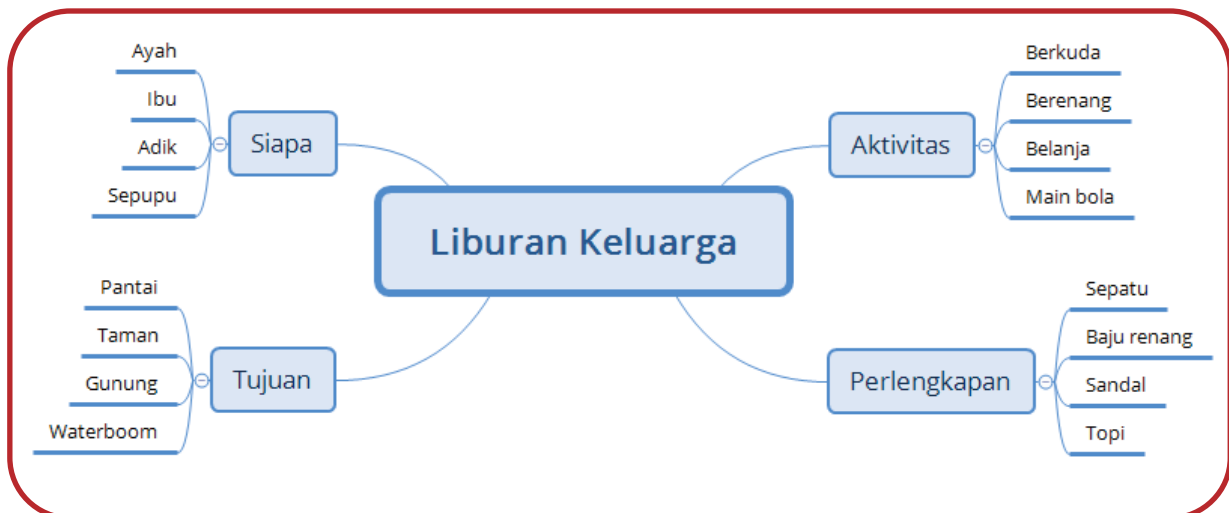 Liburan Keluarga
Siapa
Ayah
Ibu
Adik
Sepupu
Tujuan
Pantai
Taman
Gunung
Waterboom
Aktivitas
Berkuda
Berenang
Belanja
Main bola
Perlengkapan
Sepatu
Baju renang
Sandal
Topi